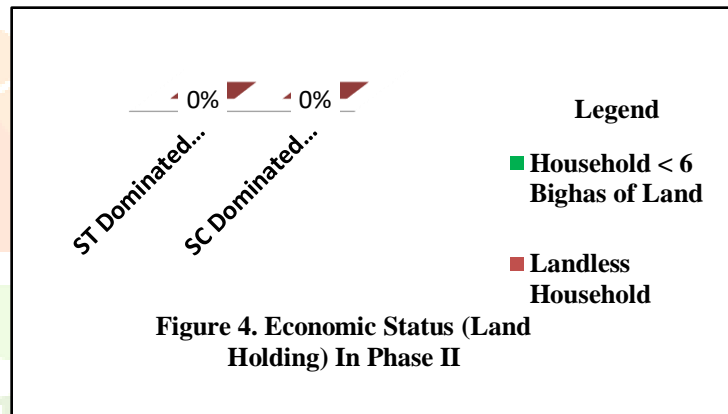 0%
0%
ST Dominated...
SC Dominated...
Legend
Household < 6
Bighas of Land
Landless
Household
Figure 4. Economic Status (Land
Holding) In Phase II